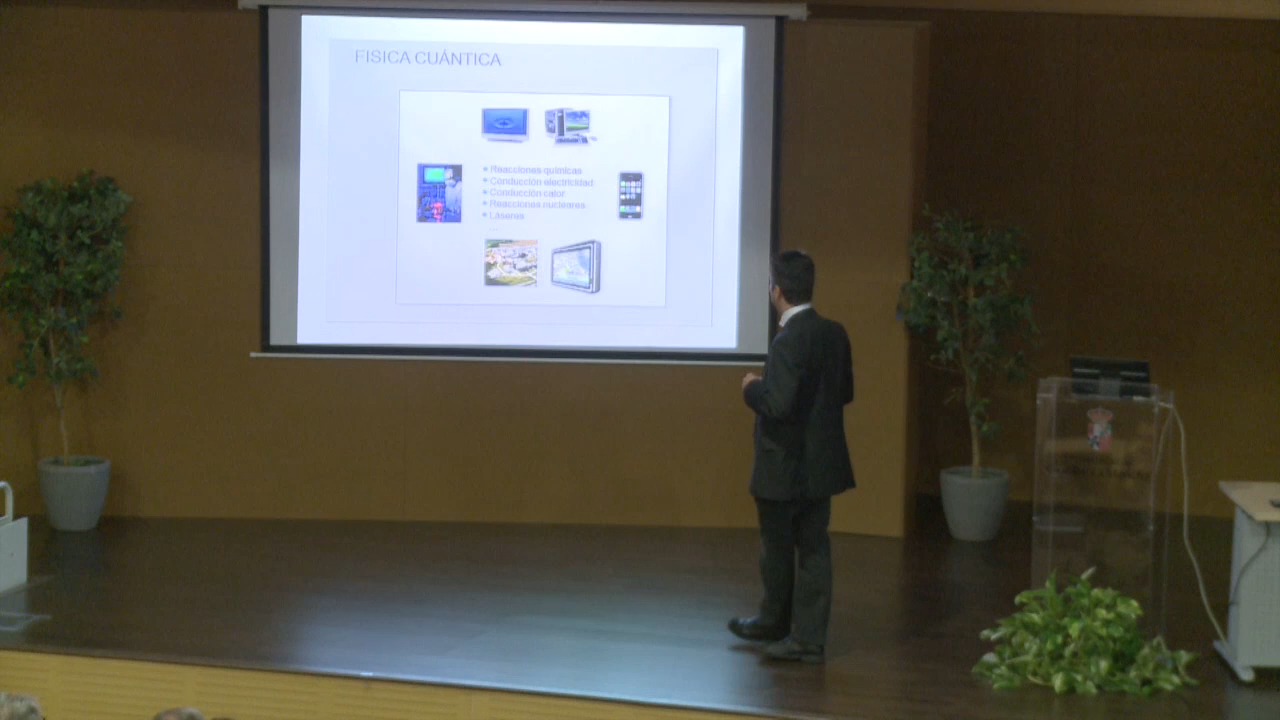 FISICA CUÁNTICA
Reacciones químicas
Conducción electricidad
Conducción calor
Reacciones nucleares
Láseres
...